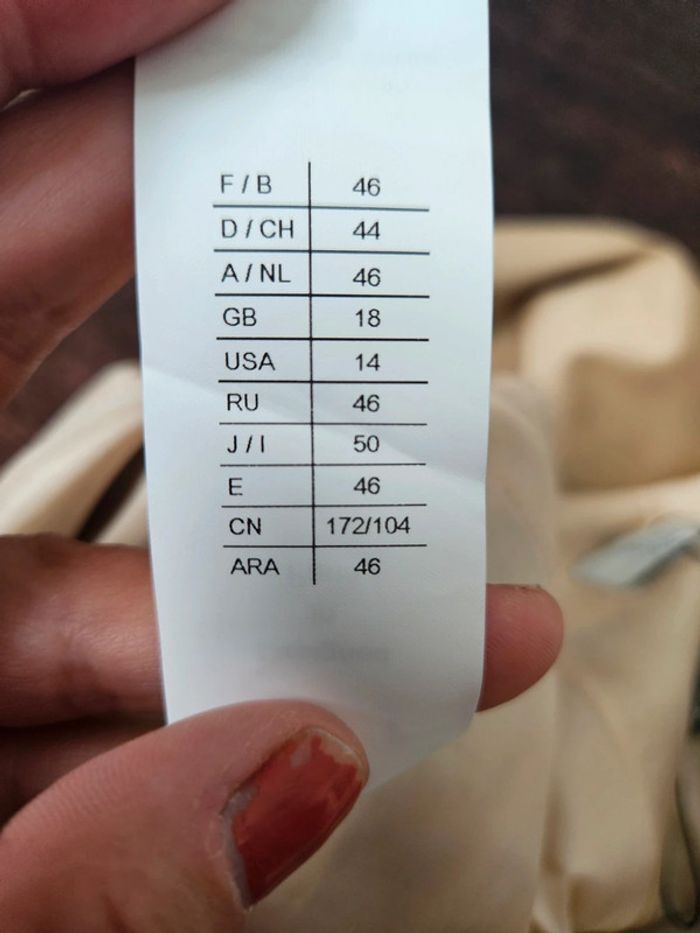 F / B 46
D / CH 44
A / NL 46
GB 18
USA 14
RU 46
J / I 50
E 46
CN 172/104
ARA 46